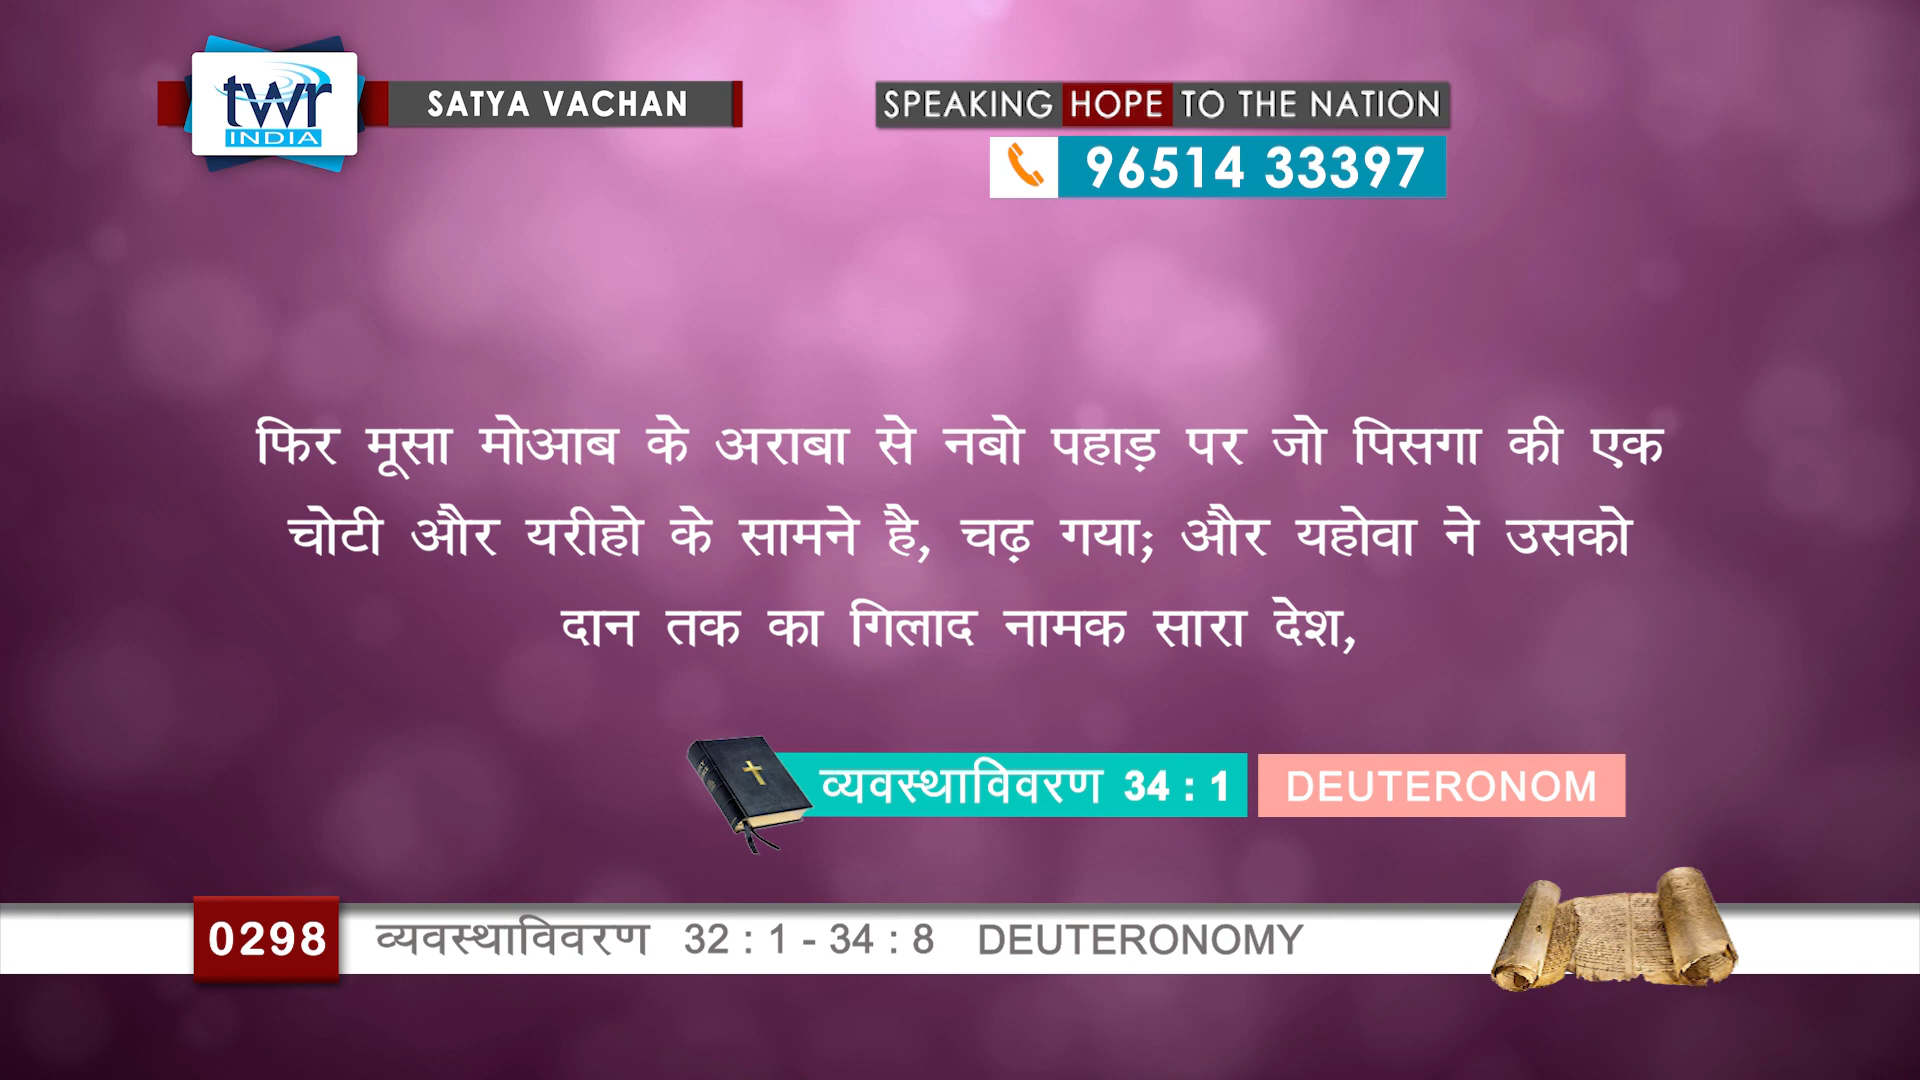 twr
INDIA
SATYA VACHAN
SPEAKING HOPE TO THE NATION
96514 33397
फिर मूसा मोआब के अराबा से नबो पहाड़ पर जो पिसगा की एक
चोटी और यरीहो के सामने है, चढ़ गया; और यहोवा ने उसको
दान तक का गिलाद नामक सारा देश,
व्यवस्थाविवरण 34 : 1 DEUTERONOM
0298 व्यवस्थाविवरण 32 : 1 - 34 : 8 DEUTERONOMY